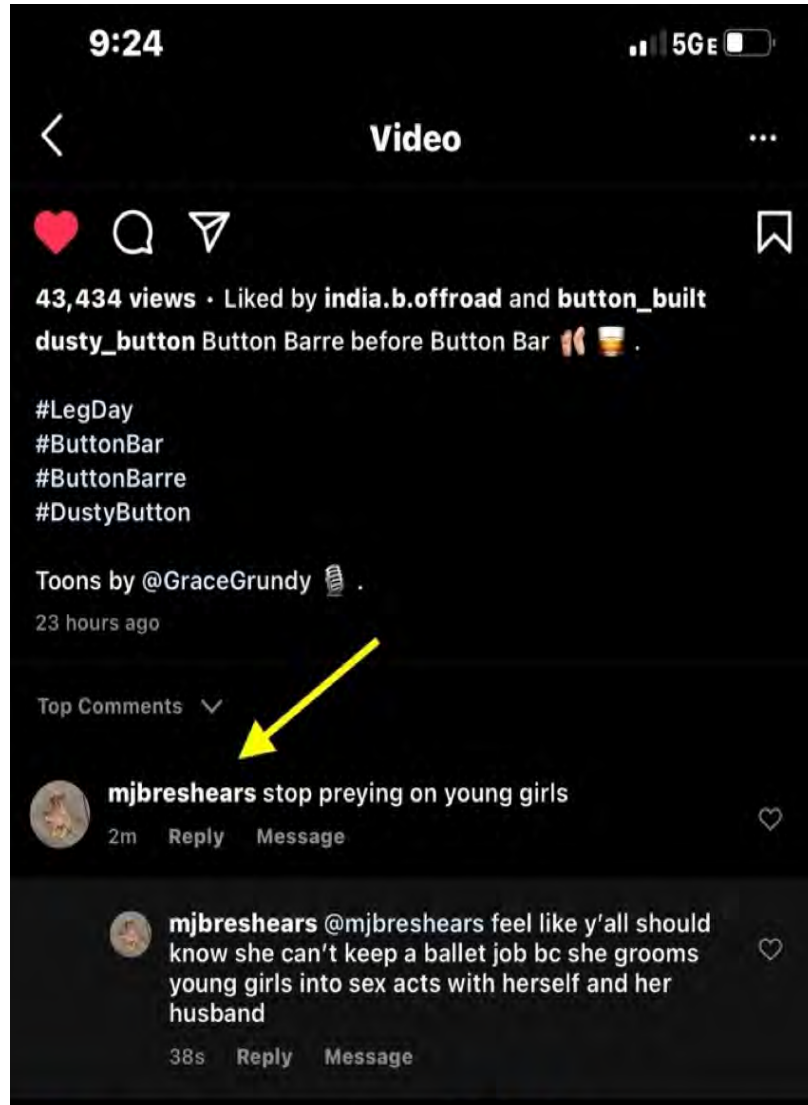 9:24
5GE
Video
43,434 views · Liked by india.b.offroad and button_built
dusty_button Button Barre before Button Bar 🩰 🥃 .
#LegDay
#ButtonBar
#ButtonBarre
#DustyButton
Toons by @GraceGrundy 🎙 .
23 hours ago
Top Comments
mjbreshears stop preying on young girls
2m Reply Message
mjbreshears @mjbreshears feel like y’all should
know she can’t keep a ballet job bc she grooms
young girls into sex acts with herself and her
husband
38s Reply Message